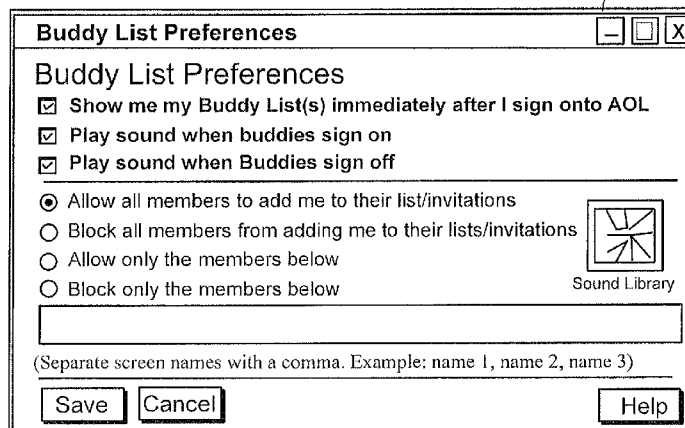 Buddy List Preferences
Buddy List Preferences
Show me my Buddy List(s) immediately after I sign onto AOL
Play sound when buddies sign on
Play sound when Buddies sign off
Allow all members to add me to their list/invitations
Block all members from adding me to their lists/invitations
Allow only the members below
Block only the members below
Sound Library
(Separate screen names with a comma. Example: name 1, name 2, name 3)
Save Cancel Help